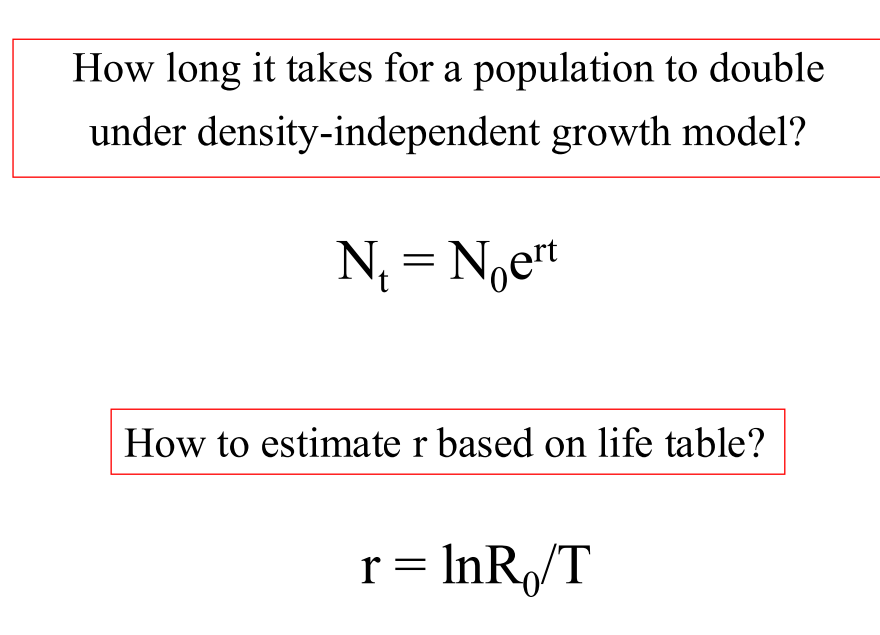 How long it takes for a population to double
under density-independent growth model?
Nₜ = N₀eʳᵗ
How to estimate r based on life table?
r = lnR₀/T